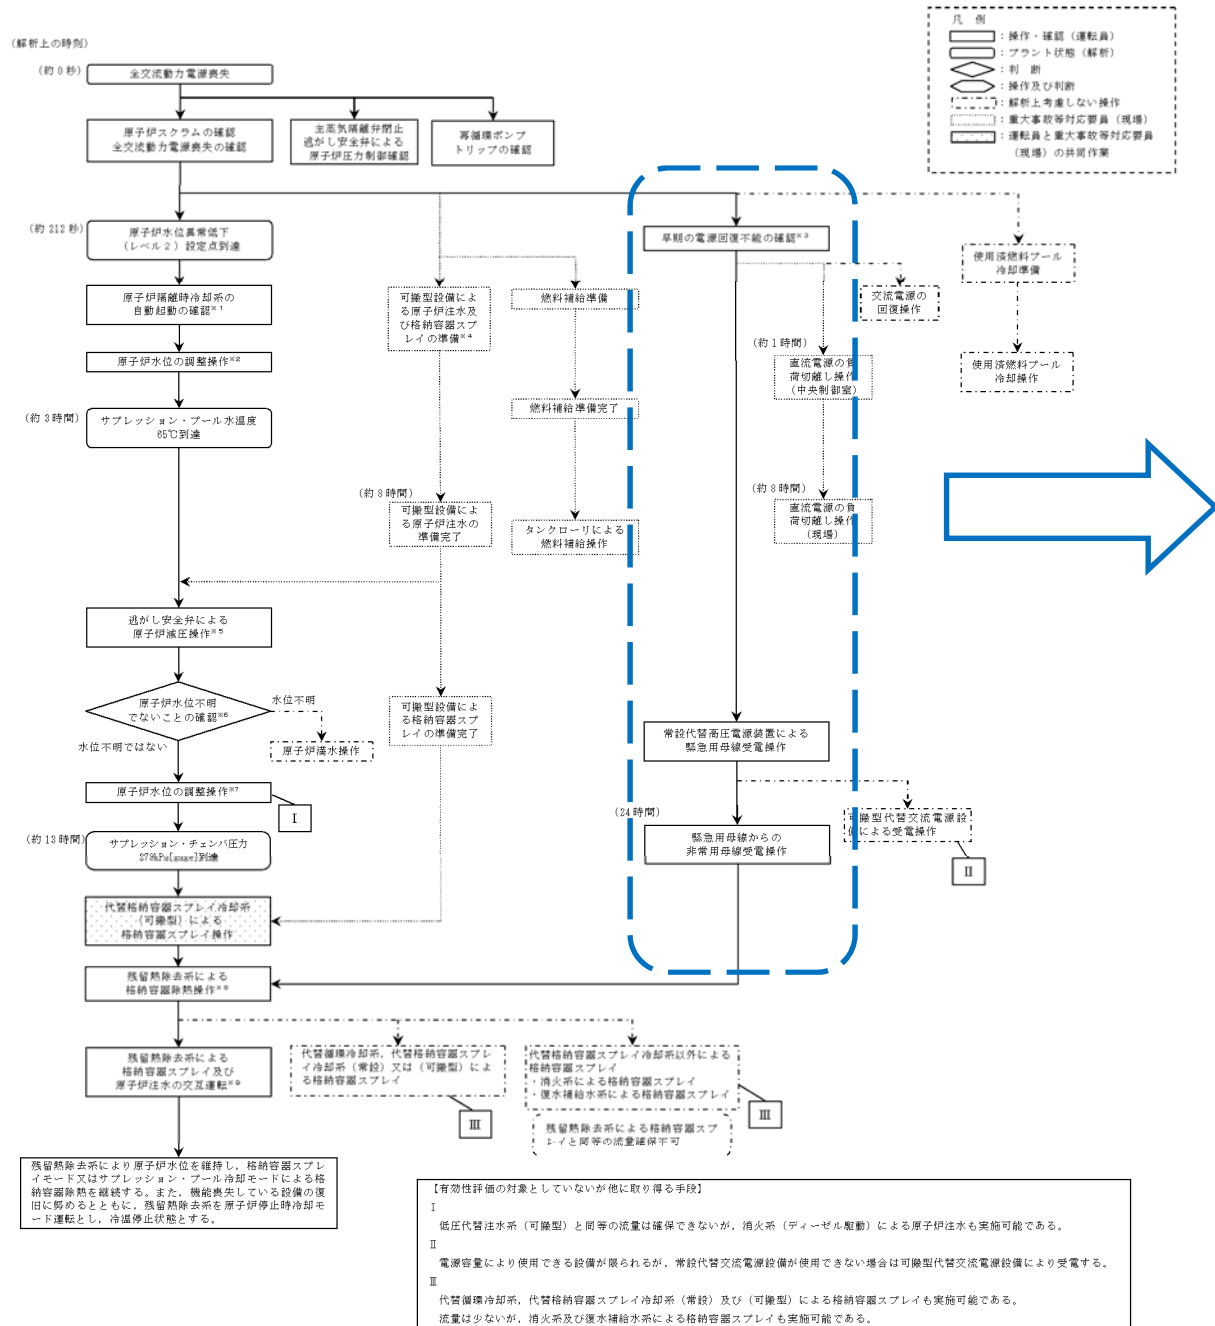 凡 例
：操作・確認（運転員）
：プラント状態（解析）
：判 断
：操作及び判断
：解析上考慮しない操作
：重大事故等対応要員（現場）
：運転員と重大事故等対応要員
（現場）の共同作業
(解析上の時刻)
(約 0 秒)
全交流動力電源喪失
原子炉スクラムの確認
全交流動力電源喪失の確認
主蒸気隔離弁閉止
逃がし安全弁による
原子炉圧力制御確認
再循環ポンプ
トリップの確認
(約 212 秒)
原子炉水位異常低下
（レベル２）設定点到達
原子炉隔離時冷却系の
自動起動の確認※1
原子炉水位の調整操作※2
(約 3 時間)
サプレッション・プール水温度
65℃到達
可搬型設備によ
る原子炉注水及
び格納容器スプ
レイの準備※4
燃料補給準備
燃料補給準備完了
(約 8 時間)
可搬型設備によ
る原子炉注水の
準備完了
タンクローリによる
燃料補給操作
早期の電源回復不能の確認※3
交流電源の
回復操作
(約 1 時間)
直流電源の負
荷切離し操作
（中央制御室）
(約 8 時間)
直流電源の負
荷切離し操作
（現場）
使用済燃料プール
冷却準備
使用済燃料プール
冷却操作
逃がし安全弁による
原子炉減圧操作※5
原子炉水位不明
でないことの確認※6
水位不明
原子炉満水操作
水位不明ではない
可搬型設備によ
る格納容器スプ
レイの準備完了
常設代替高圧電源装置による
緊急用母線受電操作
原子炉水位の調整操作※7
Ⅰ
(24 時間)
緊急用母線からの
非常用母線受電操作
可搬型代替交流電源設
備による受電操作
Ⅱ
(約 13 時間)
サプレッション・チェンバ圧力
279kPa[gage]到達
代替格納容器スプレイ冷却系
（可搬型）による
格納容器スプレイ操作
残留熱除去系による
格納容器除熱操作※8
残留熱除去系による
格納容器スプレイ及び
原子炉注水の交互運転※9
代替循環冷却系，代替格納容器スプレ
イ冷却系（常設）又は（可搬型）によ
る格納容器スプレイ
Ⅲ
代替格納容器スプレイ冷却系以外による
格納容器スプレイ
・消火系による格納容器スプレイ
・復水補給水系による格納容器スプレイ
Ⅲ
残留熱除去系による格納容器スプ
レイと同等の流量確保不可
残留熱除去系により原子炉水位を維持し，格納容器スプレ
イモード又はサプレッション・プール冷却モードによる格
納容器除熱を継続する。また，機能喪失している設備の復
旧に努めるとともに，残留熱除去系を原子炉停止時冷却モ
ード運転とし，冷温停止状態とする。
【有効性評価の対象としていないが他に取り得る手段】
Ⅰ
低圧代替注水系（可搬型）と同等の流量は確保できないが，消火系（ディーゼル駆動）による原子炉注水も実施可能である。
Ⅱ
電源容量により使用できる設備が限られるが，常設代替交流電源設備が使用できない場合は可搬型代替交流電源設備により受電する。
Ⅲ
代替循環冷却系，代替格納容器スプレイ冷却系（常設）及び（可搬型）による格納容器スプレイも実施可能である。
流量は少ないが，消火系及び復水補給水系による格納容器スプレイも実施可能である。